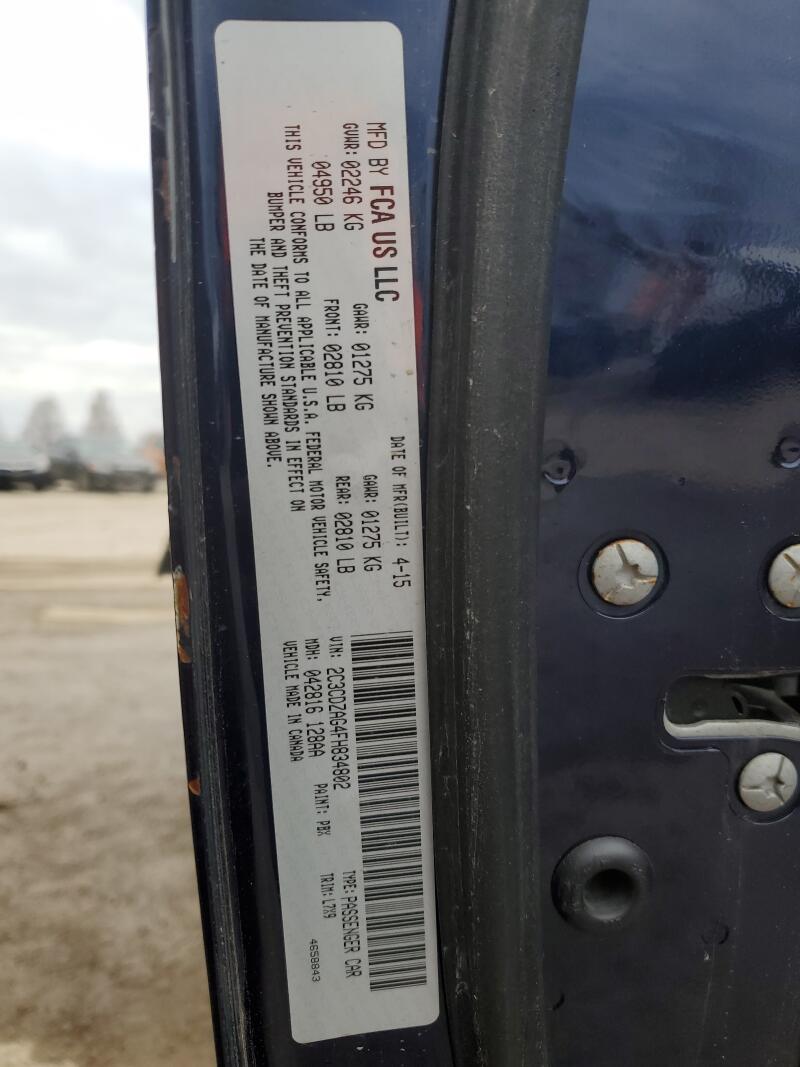 MFD BY FCA US LLC
DATE OF MFR(BUILT): 4-15
GVWR: 02246 KG
GAWR: 01275 KG
GAWR: 01275 KG
04950 LB
FRONT: 02810 LB
REAR: 02810 LB
THIS VEHICLE CONFORMS TO ALL APPLICABLE U.S.A. FEDERAL MOTOR VEHICLE SAFETY,
BUMPER AND THEFT PREVENTION STANDARDS IN EFFECT ON
THE DATE OF MANUFACTURE SHOWN ABOVE.
VIN: 2C3CDZAG4FH834802
TYPE: PASSENGER CAR
MDH: 042816 128AA
PAINT: PBX
TRIM: L7X9
VEHICLE MADE IN CANADA
4658843